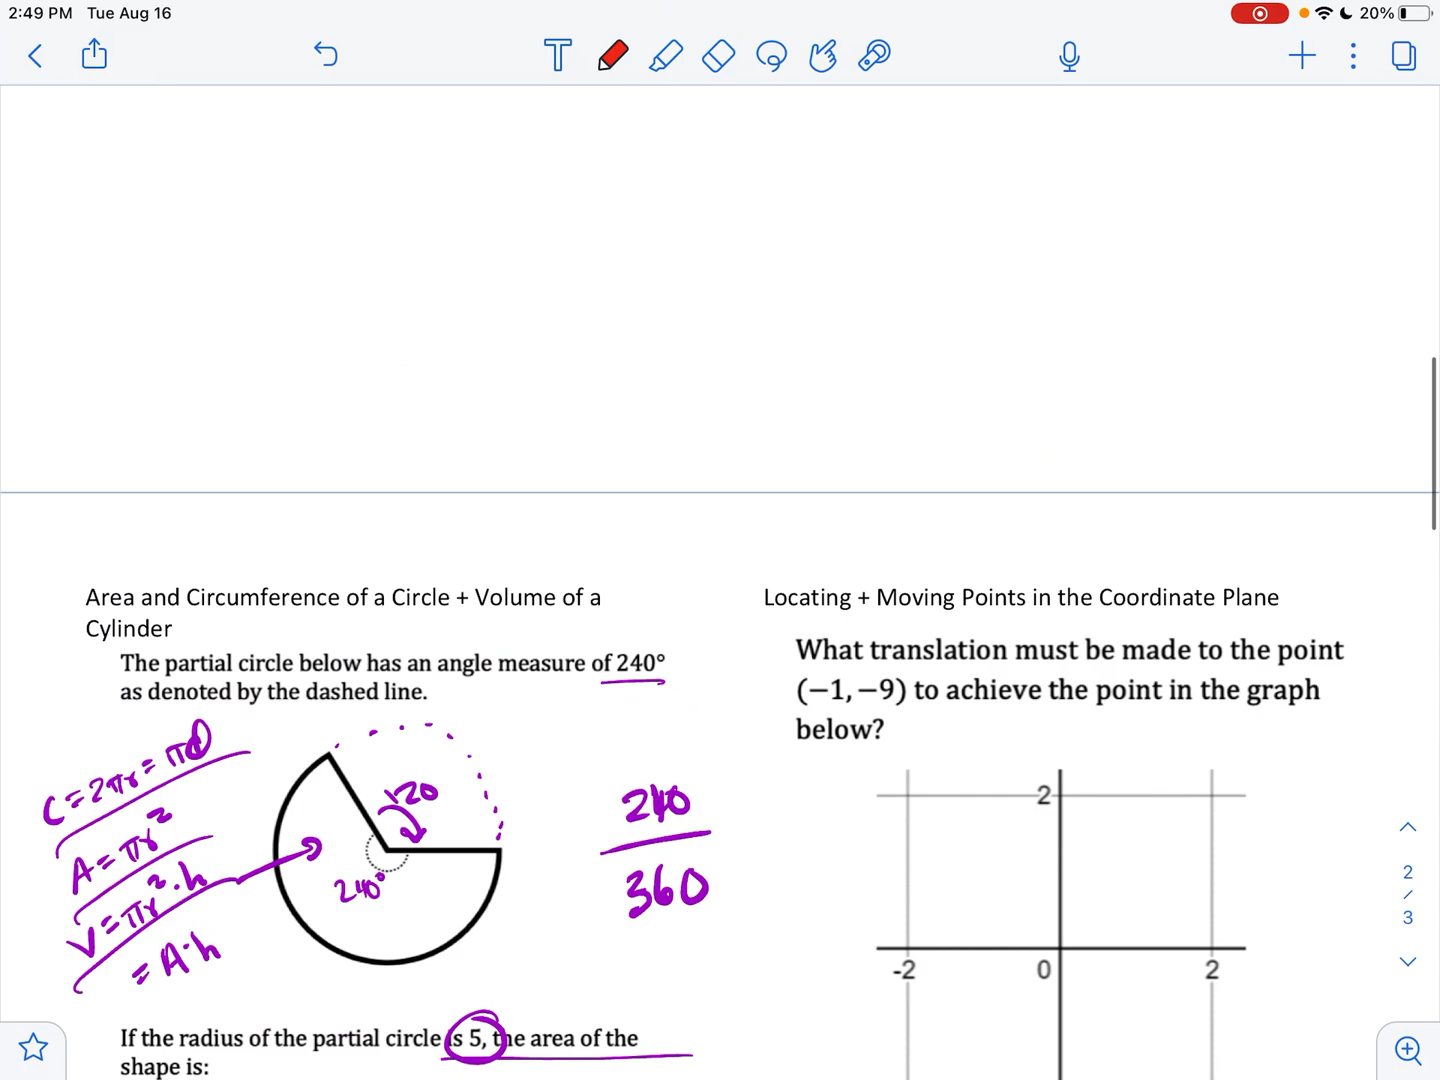 2:49 PM Tue Aug 16
20%
T
Area and Circumference of a Circle + Volume of a
Cylinder
The partial circle below has an angle measure of 240°
as denoted by the dashed line.
C=2πr=πd
A=πr²
V=πr²·h
=A·h
120
240°
240
360
If the radius of the partial circle is 5, the area of the
shape is:
Locating + Moving Points in the Coordinate Plane
What translation must be made to the point
(−1, −9) to achieve the point in the graph
below?
2
-2 0 2
2
/
3